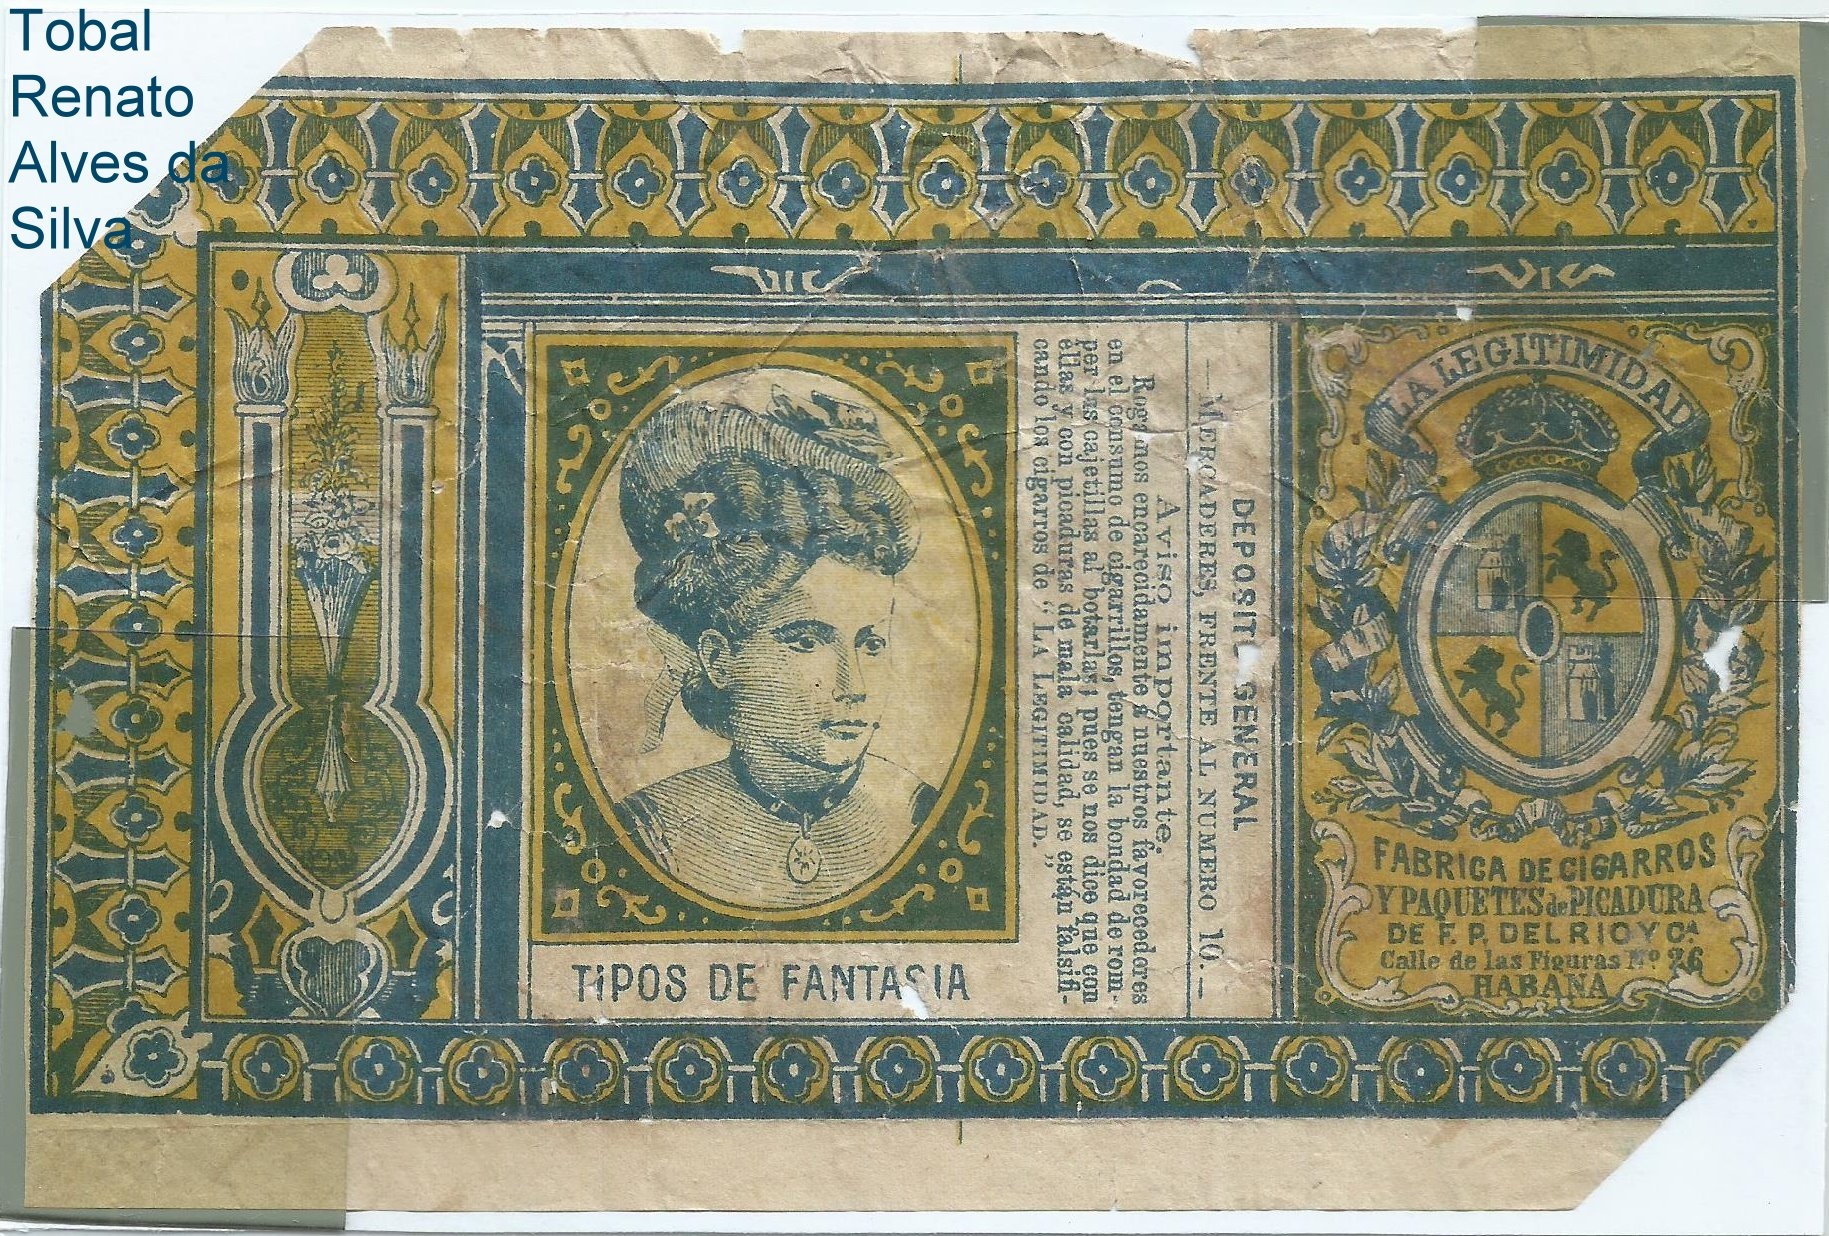 Tobal
Renato
Alves da
Silva
TIPOS DE FANTASIA
DEPOSIT GENERAL
—MERCADERES, FRENTE AL NUMERO 10.—
Aviso importante.
Rogamos encarecidamente á nuestros favorecedores
en el consumo de cigarrillos, tengan la bondad de rom-
per las cajetillas al botarlas; pues se nos dice que con
ellas y con picaduras de mala calidad, se están falsifi-
cando los cigarros de “LA LEGITIMIDAD.”
LA LEGITIMIDAD
FABRICA DE CIGARROS
Y PAQUETES de PICADURA
DE F. P. DEL RIO Y Cª
Calle de las Figuras Nº 26
HABANA